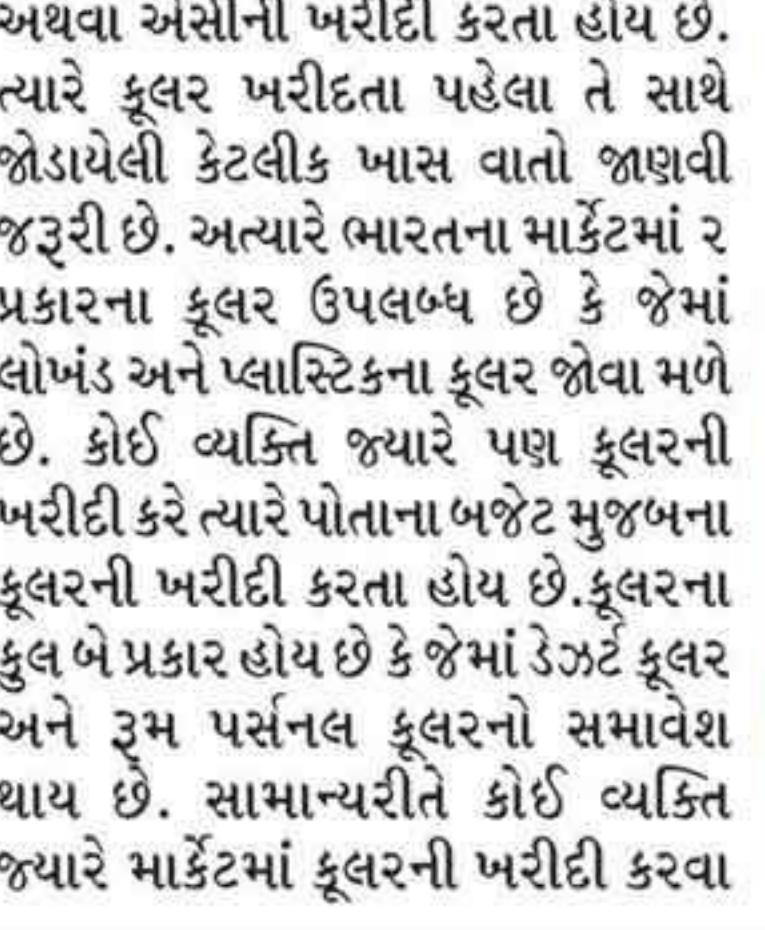 અથવા એસીની ખરીદી કરતા હોય છે.
ત્યારે કૂલર ખરીદતા પહેલા તે સાથે
જોડાયેલી કેટલીક ખાસ વાતો જાણવી
જરૂરી છે. અત્યારે ભારતના માર્કેટમાં ૨
પ્રકારના કૂલર ઉપલબ્ધ છે કે જેમાં
લોખંડ અને પ્લાસ્ટિકના કૂલર જોવા મળે
છે. કોઈ વ્યક્તિ જ્યારે પણ કૂલરની
ખરીદી કરે ત્યારે પોતાના બજેટ મુજબના
કૂલરની ખરીદી કરતા હોય છે.કૂલરના
કુલ બે પ્રકાર હોય છે કે જેમાં ડેઝર્ટ કૂલર
અને રૂમ પર્સનલ કૂલરનો સમાવેશ
થાય છે. સામાન્યરીતે કોઈ વ્યક્તિ
જ્યારે માર્કેટમાં કૂલરની ખરીદી કરવા